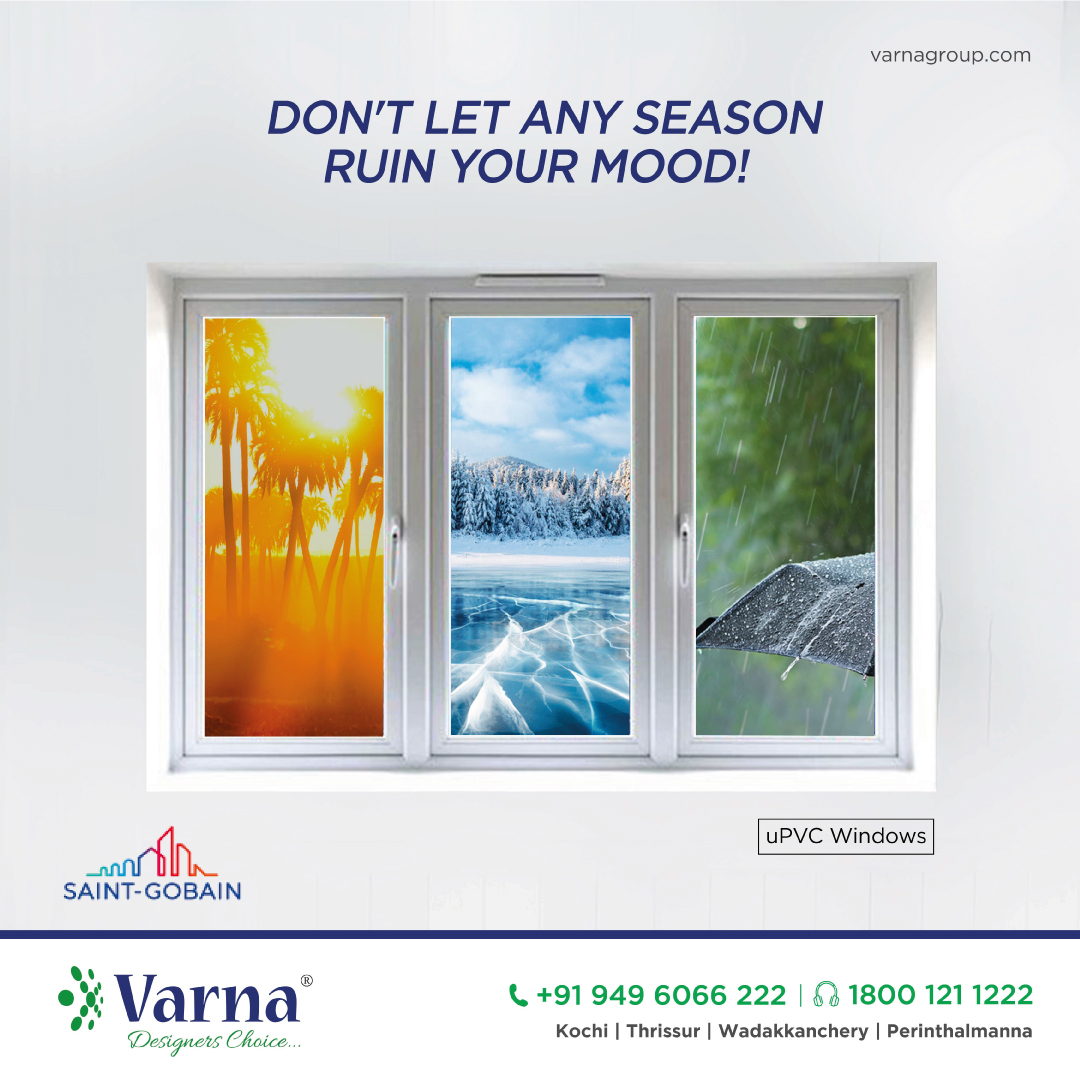 varnagroup.com
DON'T LET ANY SEASON
RUIN YOUR MOOD!
uPVC Windows
SAINT-GOBAIN
Varna®
Designers Choice...
+91 949 6066 222 | 1800 121 1222
Kochi | Thrissur | Wadakkanchery | Perinthalmanna